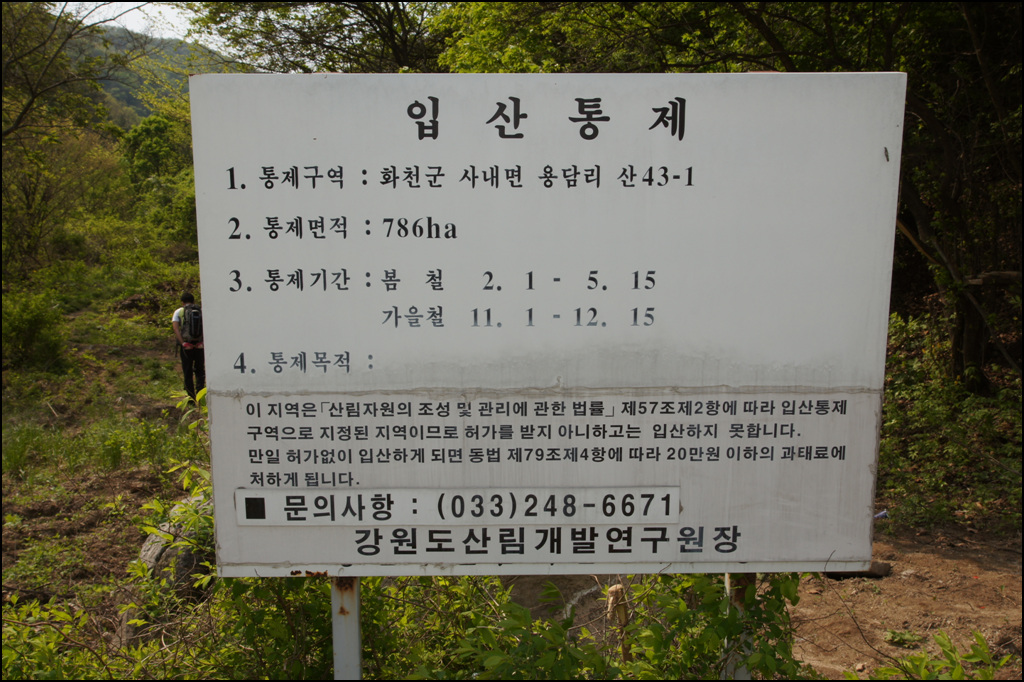 입 산 통 제
1. 통제구역 : 화천군 사내면 용담리 산43-1
2. 통제면적 : 786ha
3. 통제기간 : 봄 철 2. 1 - 5. 15
가을철 11. 1 - 12. 15
4. 통제목적 :
이 지역은「산림자원의 조성 및 관리에 관한 법률」제57조제2항에 따라 입산통제
구역으로 지정된 지역이므로 허가를 받지 아니하고는 입산하지 못합니다.
만일 허가없이 입산하게 되면 동법 제79조제4항에 따라 20만원 이하의 과태료에
처하게 됩니다.
■ 문의사항 : (033)248-6671
강원도산림개발연구원장